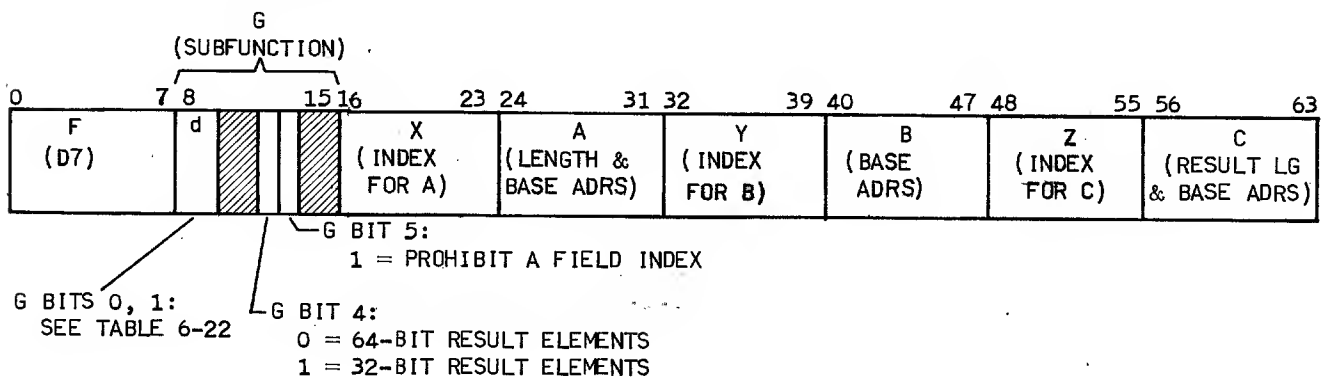 G
(SUBFUNCTION)
0 7 8 15 16 23 24 31 32 39 40 47 48 55 56 63
F d X A Y B Z C
(D7) (INDEX (LENGTH & (INDEX (BASE (INDEX (RESULT LG
FOR A) BASE ADRS) FOR B) ADRS) FOR C) & BASE ADRS)
G BIT 5:
1 = PROHIBIT A FIELD INDEX
G BITS 0, 1:
SEE TABLE 6-22
G BIT 4:
0 = 64-BIT RESULT ELEMENTS
1 = 32-BIT RESULT ELEMENTS